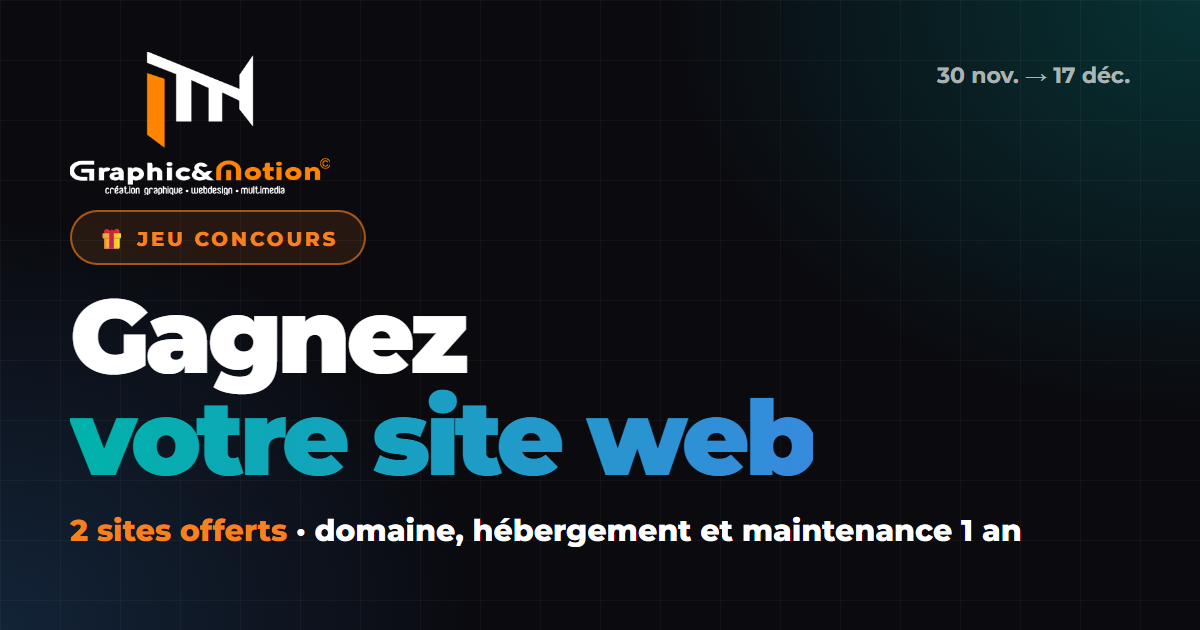 ITH
Graphic&Motion©
création graphique • webdesign • multimedia
30 nov. → 17 déc.
JEU CONCOURS
Gagnez
votre site web
2 sites offerts • domaine, hébergement et maintenance 1 an